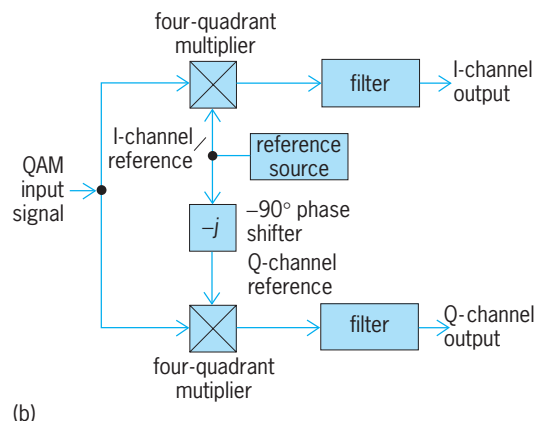 four-quadrant
multiplier
filter
I-channel
output
I-channel
reference
reference
source
QAM
input
signal
–j
–90° phase
shifter
Q-channel
reference
filter
Q-channel
output
four-quadrant
mutiplier
(b)